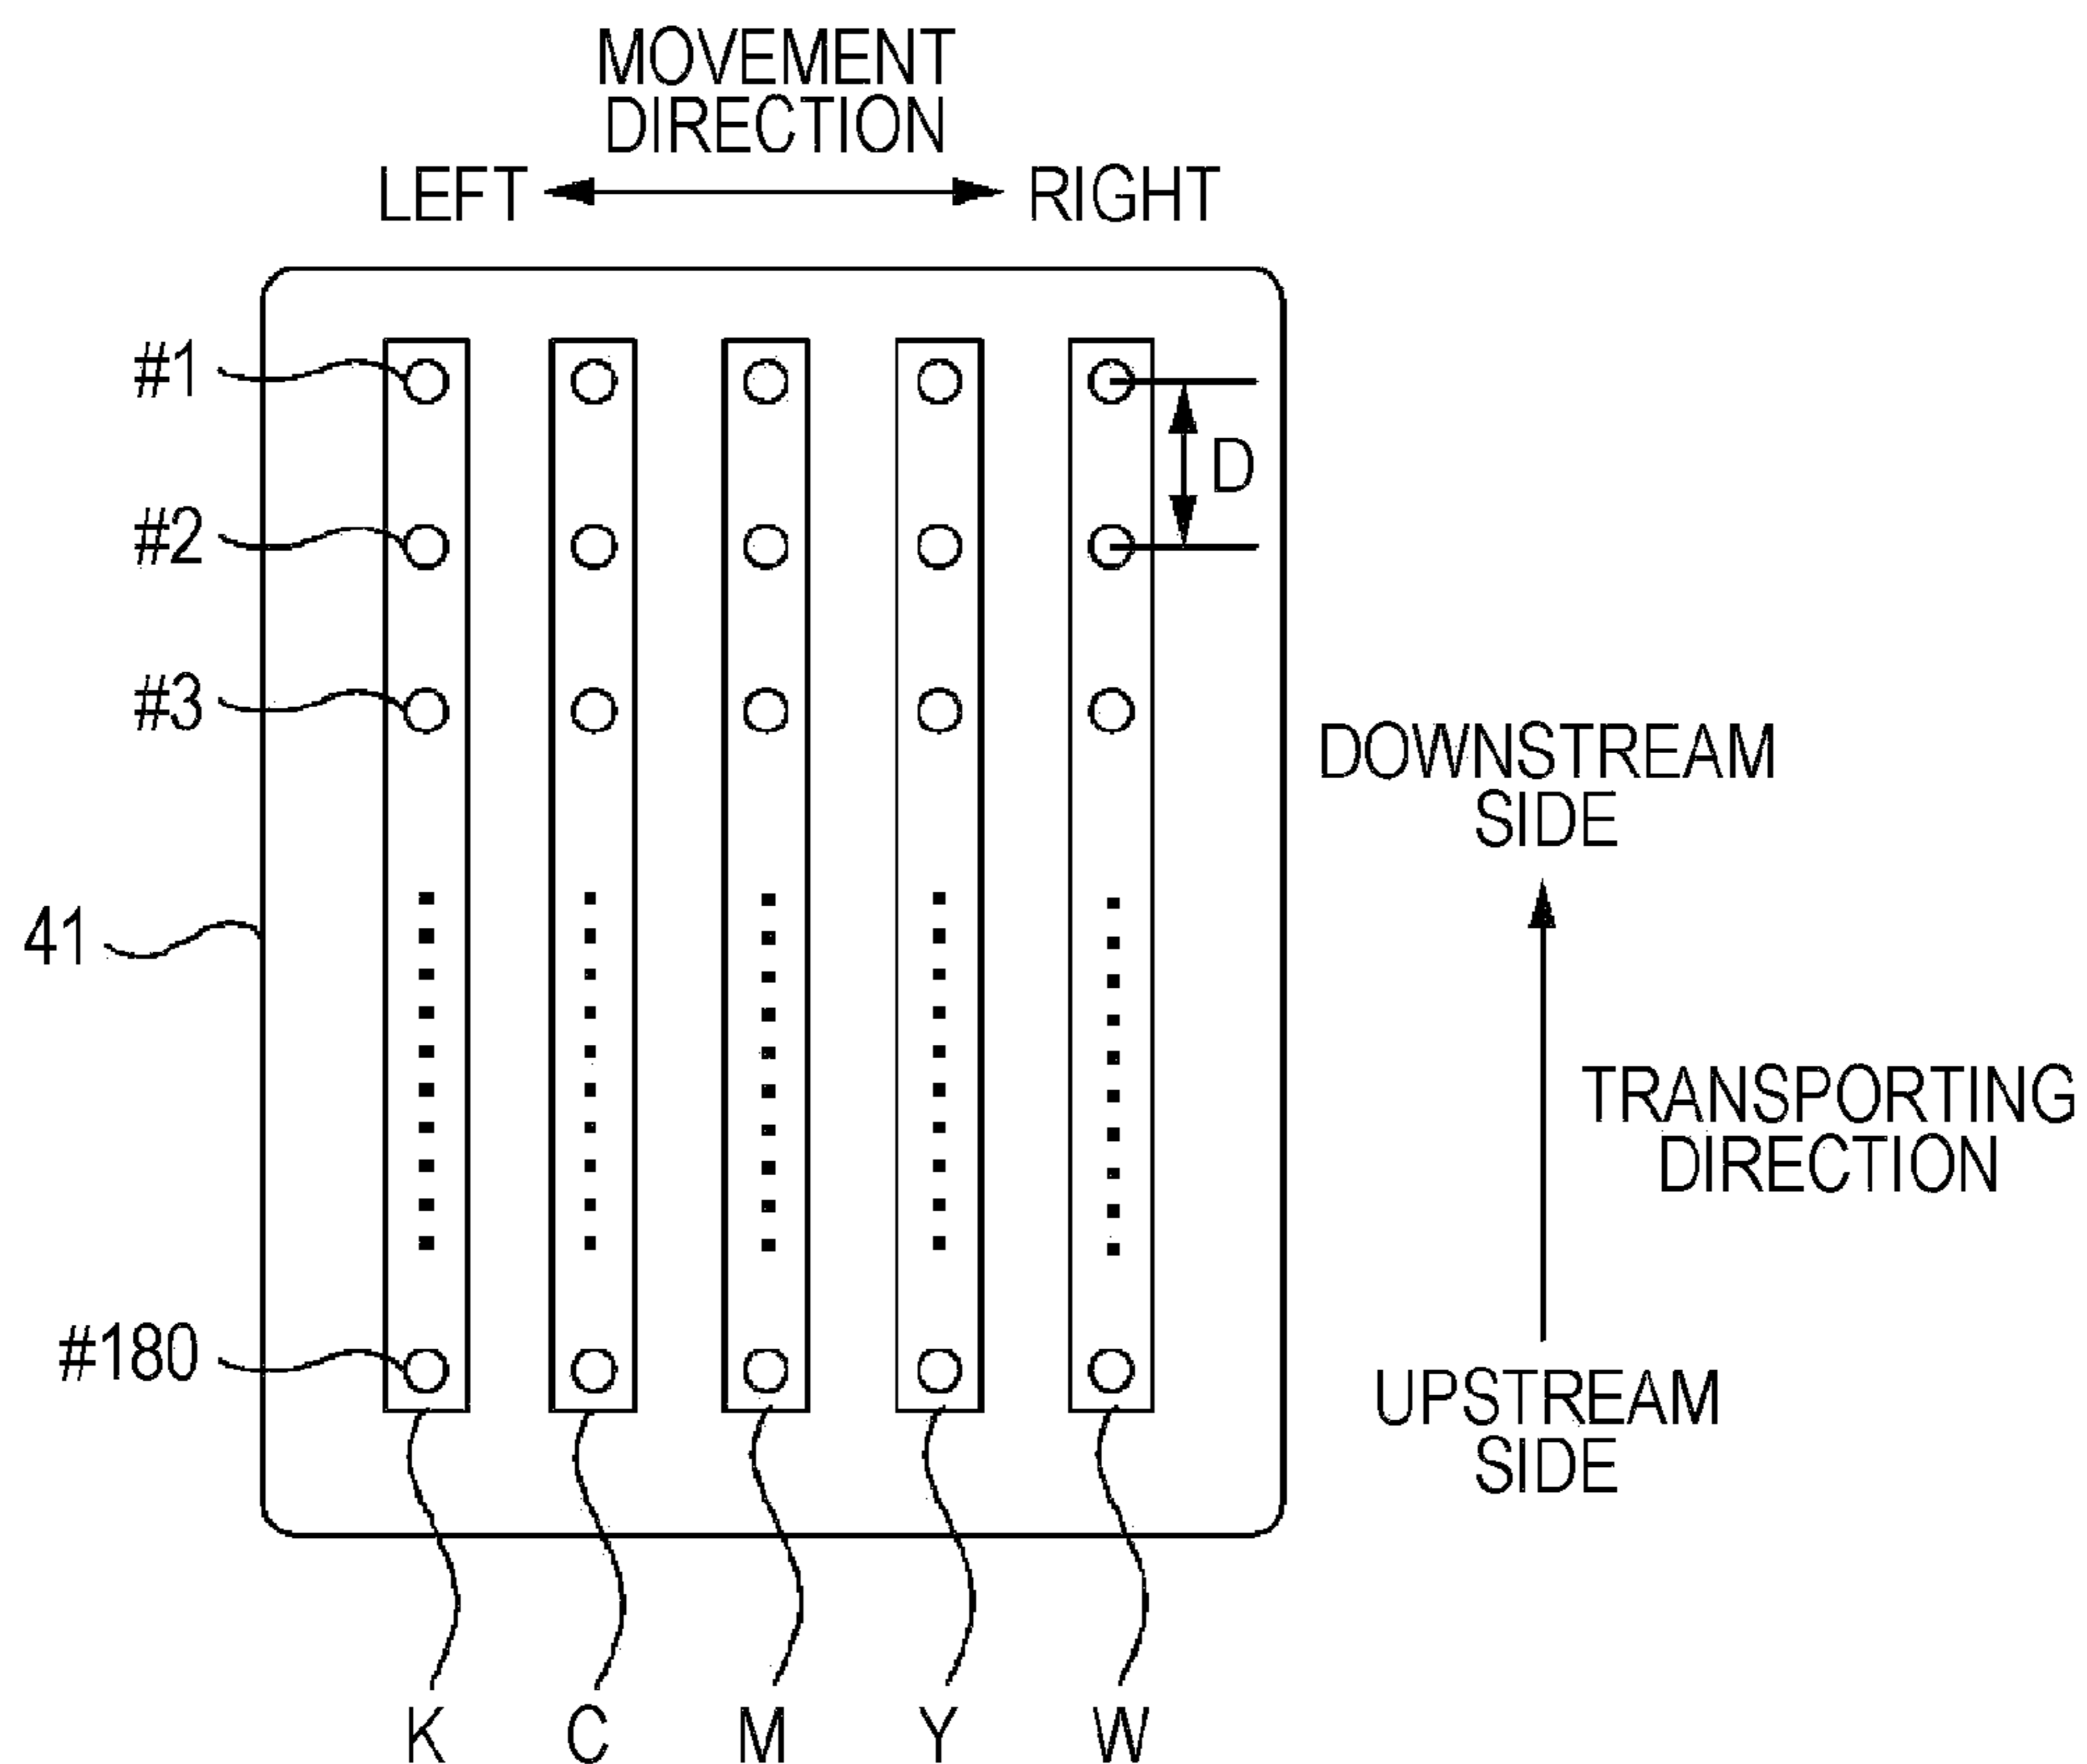 MOVEMENT
DIRECTION
LEFT RIGHT
#1
D
#2
#3
DOWNSTREAM
SIDE
41
TRANSPORTING
DIRECTION
#180
UPSTREAM
SIDE
K C M Y W